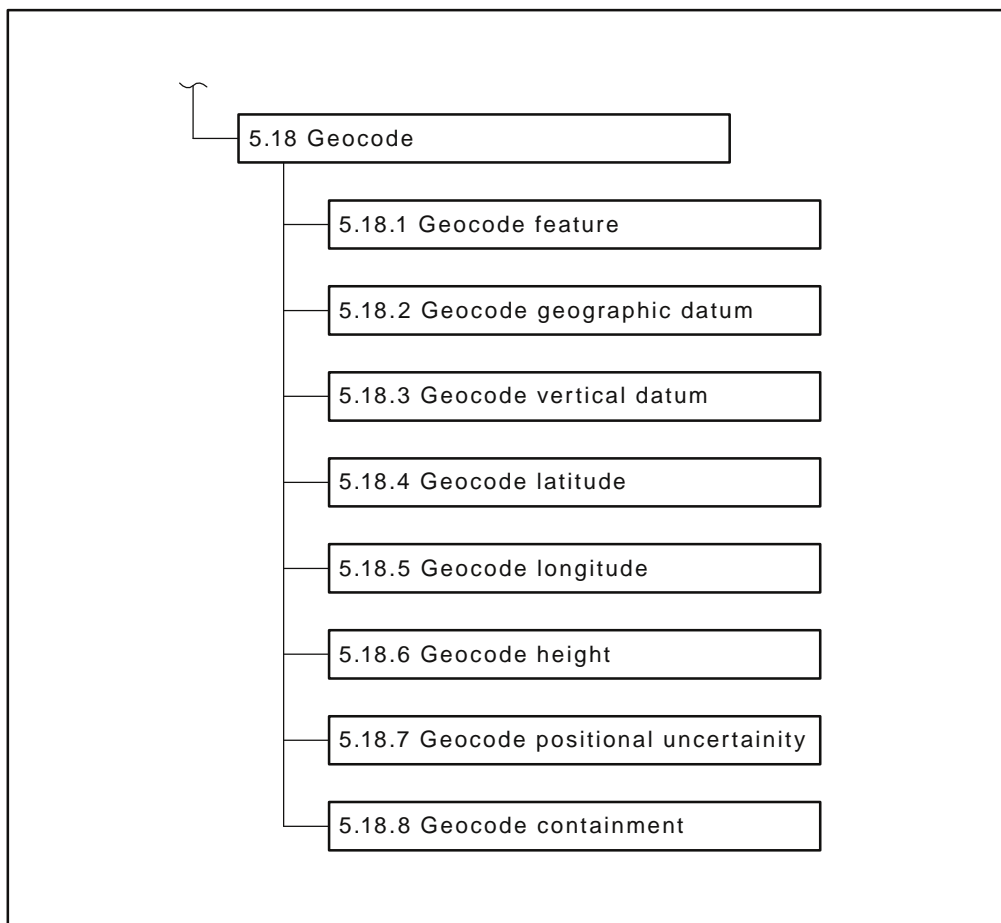 5.18 Geocode
5.18.1 Geocode feature
5.18.2 Geocode geographic datum
5.18.3 Geocode vertical datum
5.18.4 Geocode latitude
5.18.5 Geocode longitude
5.18.6 Geocode height
5.18.7 Geocode positional uncertainity
5.18.8 Geocode containment